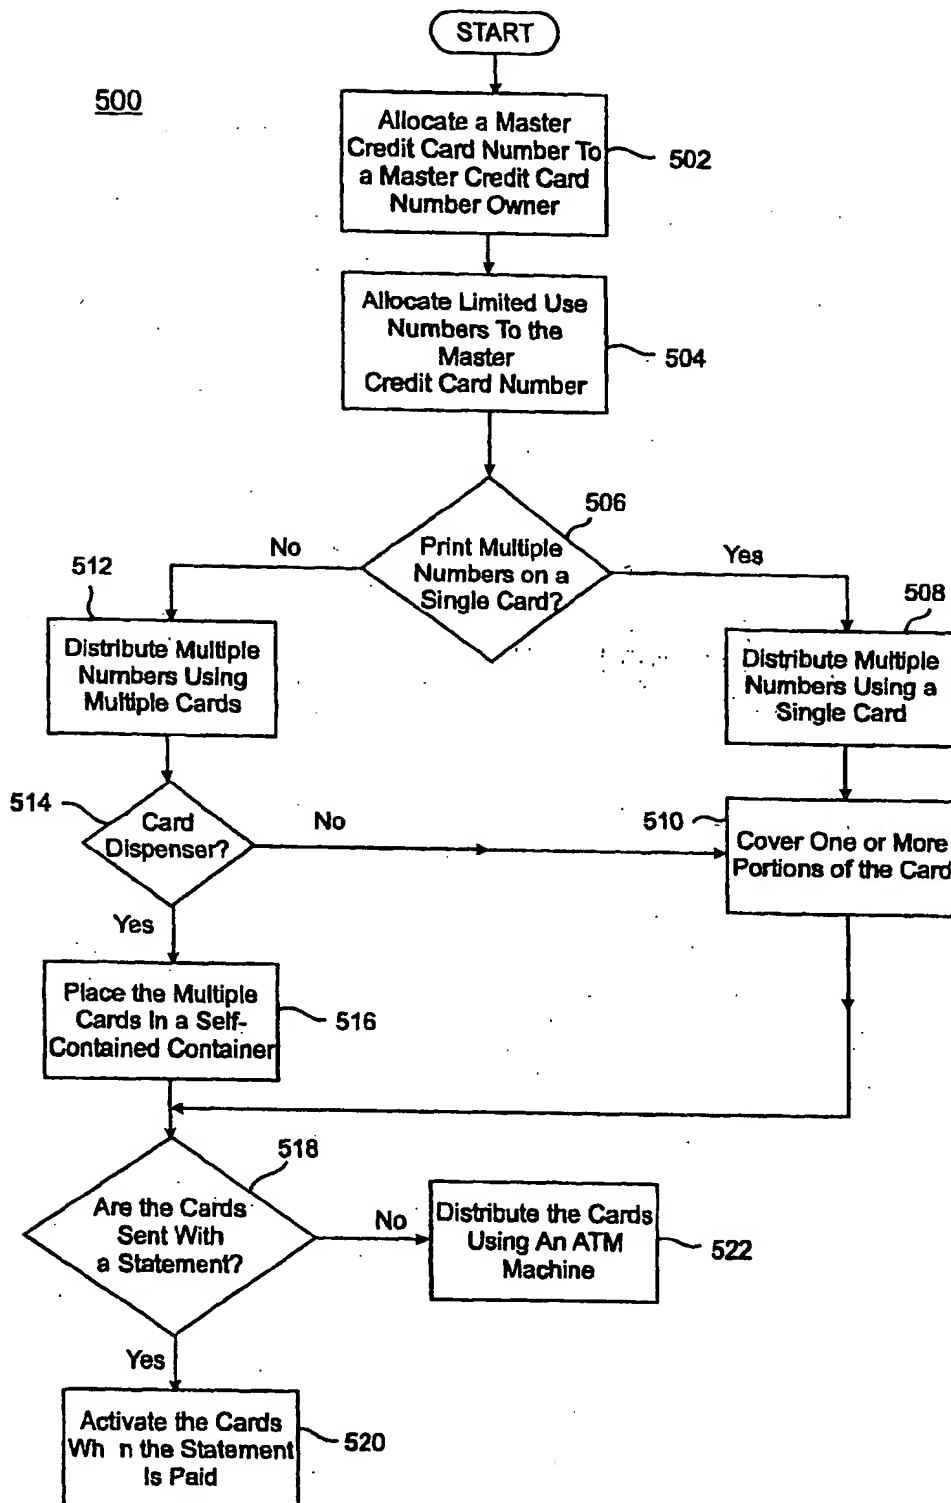 START
500
Allocate a Master
Credit Card Number To
a Master Credit Card
Number Owner
502
Allocate Limited Use
Numbers To the
Master
Credit Card Number
504
506
Print Multiple
Numbers on a
Single Card?
No
Yes
512
Distribute Multiple
Numbers Using
Multiple Cards
508
Distribute Multiple
Numbers Using a
Single Card
514
Card
Dispenser?
No
510
Cover One or More
Portions of the Card
Yes
Place the Multiple
Cards In a Self-
Contained Container
516
518
Are the Cards
Sent With
a Statement?
No
Distribute the Cards
Using An ATM
Machine
522
Yes
Activate the Cards
Wh n the Statement
Is Paid
520